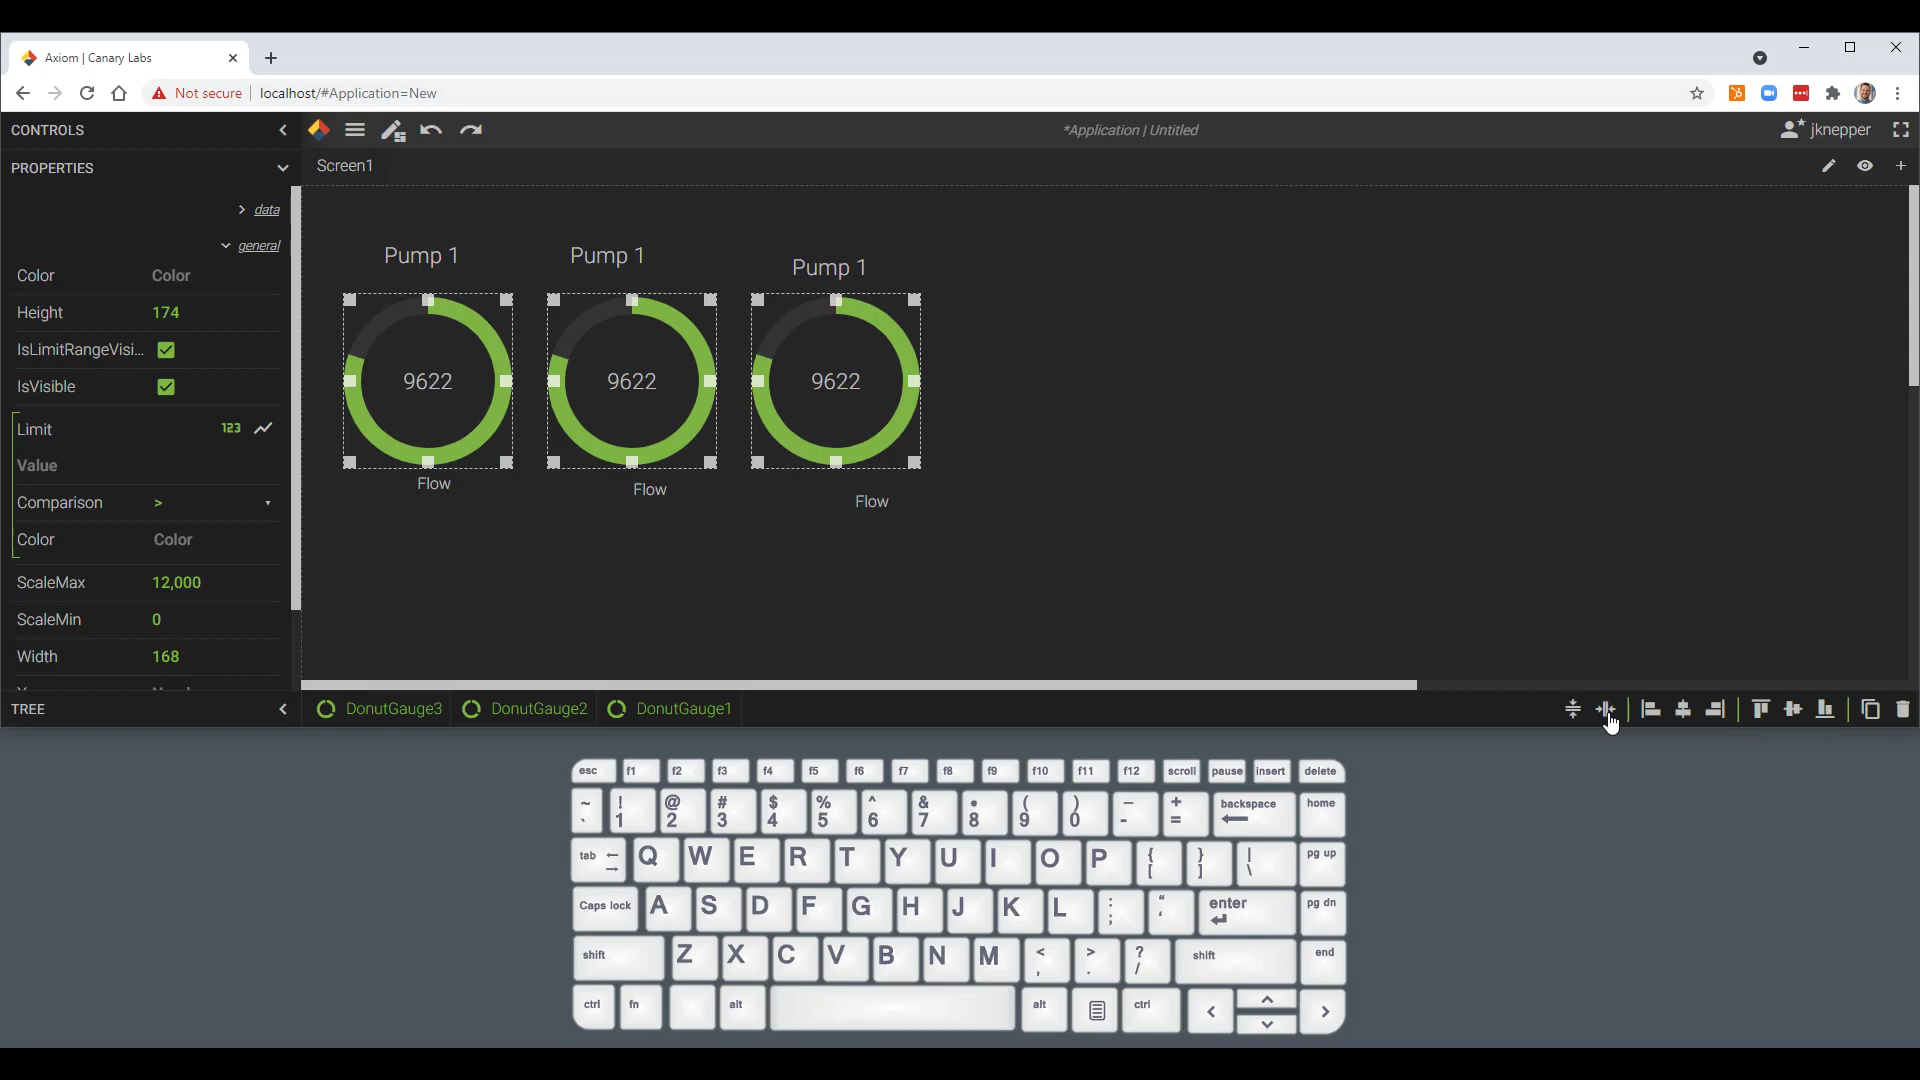 Axiom | Canary Labs
Not secure
localhost/#Application=New
CONTROLS
*Application | Untitled
jknepper
PROPERTIES
Screen1
data
general
Color Color
Height 174
IsLimitRangeVisi...
IsVisible
Limit 123
Value
Comparison >
Color Color
ScaleMax 12,000
ScaleMin 0
Width 168
Pump 1 Pump 1 Pump 1
9622 9622 9622
Flow Flow Flow
TREE
DonutGauge3 DonutGauge2 DonutGauge1
esc f1 f2 f3 f4 f5 f6 f7 f8 f9 f10 f11 f12 scroll pause insert delete
~ ! @ # $ % ^ & * ( ) _ + backspace home
` 1 2 3 4 5 6 7 8 9 0 - =
tab Q W E R T Y U I O P { } | pg up
[ ] \
Caps lock A S D F G H J K L : “ enter pg dn
; ‘
shift Z X C V B N M < > ? shift end
, . /
ctrl fn alt alt ctrl